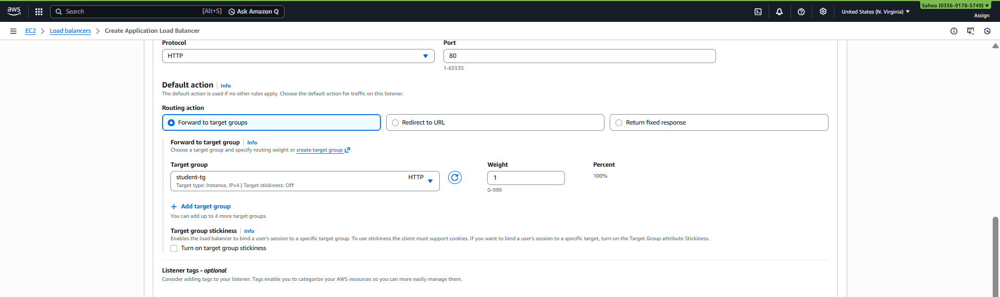 aws
Search [Alt+S] Ask Amazon Q United States (N. Virginia) Sahoo (0336-9178-5749)
Assign
EC2 Load balancers Create Application Load Balancer
Protocol Port
HTTP 80
1-65535
Default action Info
The default action is used if no other rules apply. Choose the default action for traffic on this listener.
Routing action
Forward to target groups Redirect to URL Return fixed response
Forward to target group Info
Choose a target group and specify routing weight or create target group .
Target group Weight Percent
student-tg HTTP 1 100%
Target type: Instance, IPv4 | Target stickiness: Off
0-999
Add target group
You can add up to 4 more target groups.
Target group stickiness Info
Enables the load balancer to bind a user's session to a specific target group. To use stickiness the client must support cookies. If you want to bind a user's session to a specific target, turn on the Target Group attribute Stickiness.
Turn on target group stickiness
Listener tags - optional
Consider adding tags to your listener. Tags enable you to categorize your AWS resources so you can more easily manage them.